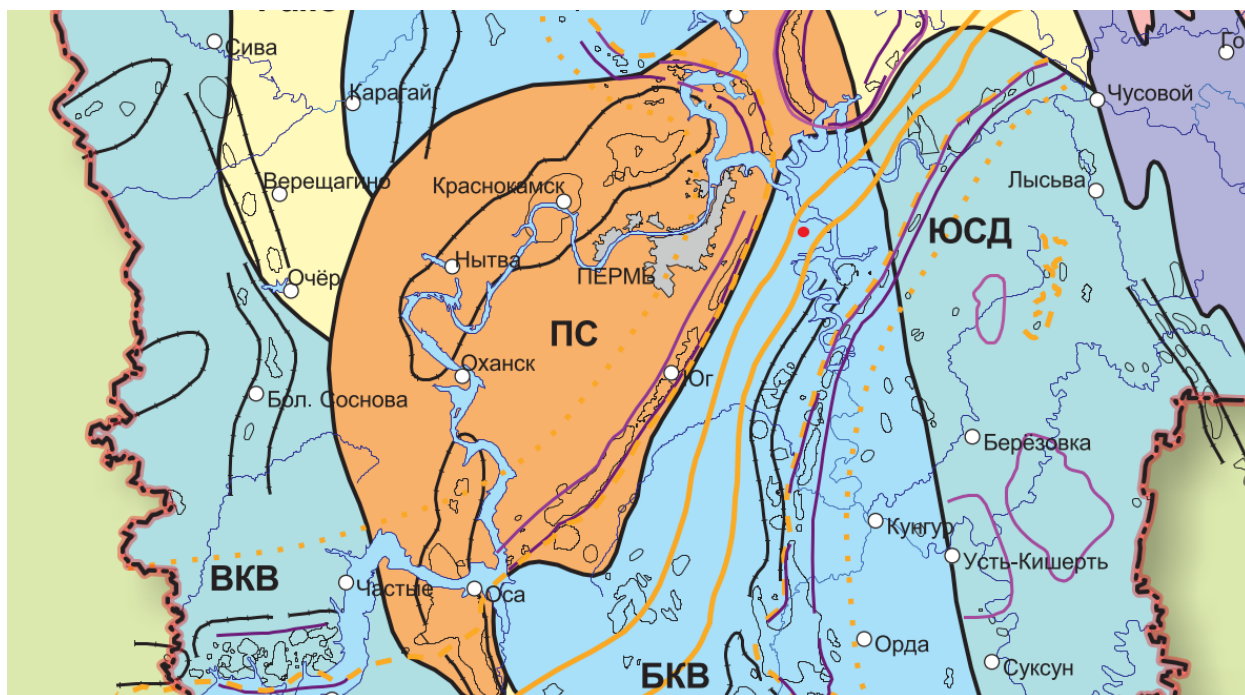 Сива
Карагай
Чусовой
Верещагино
Краснокамск
Лысьва
ЮСД
Нытва
ПЕРМЬ
Очёр
ПС
Оханск
Юг
Бол. Соснова
Берёзовка
Кунгур
Усть-Кишерть
ВКВ
Частые
Оса
Орда
БКВ
Суксун